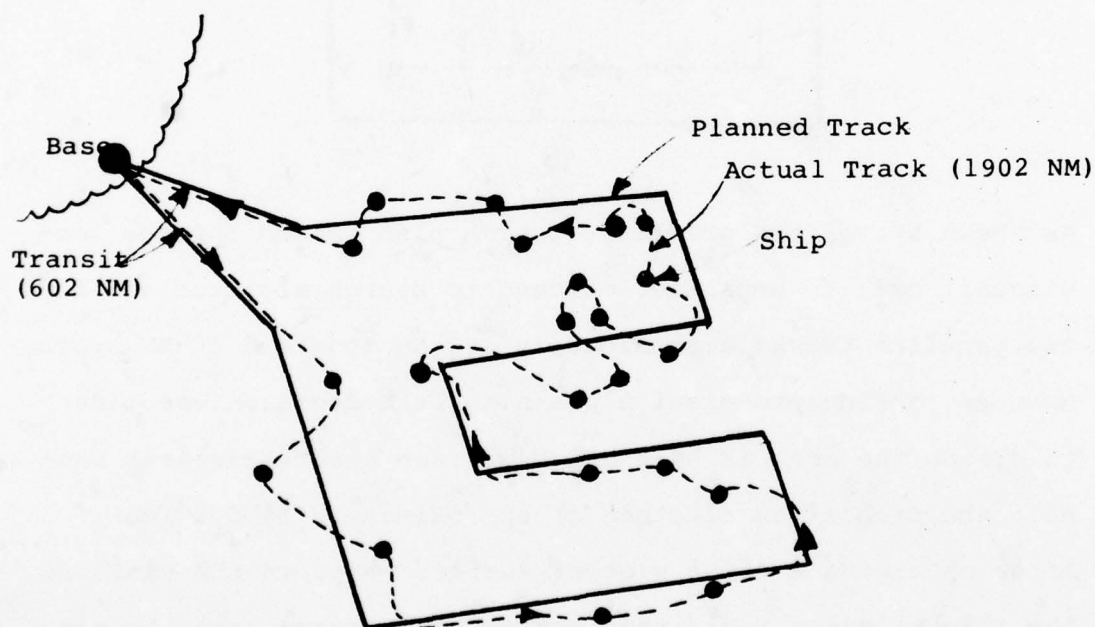 Base
Planned Track
Actual Track (1902 NM)
Ship
Transit
(602 NM)